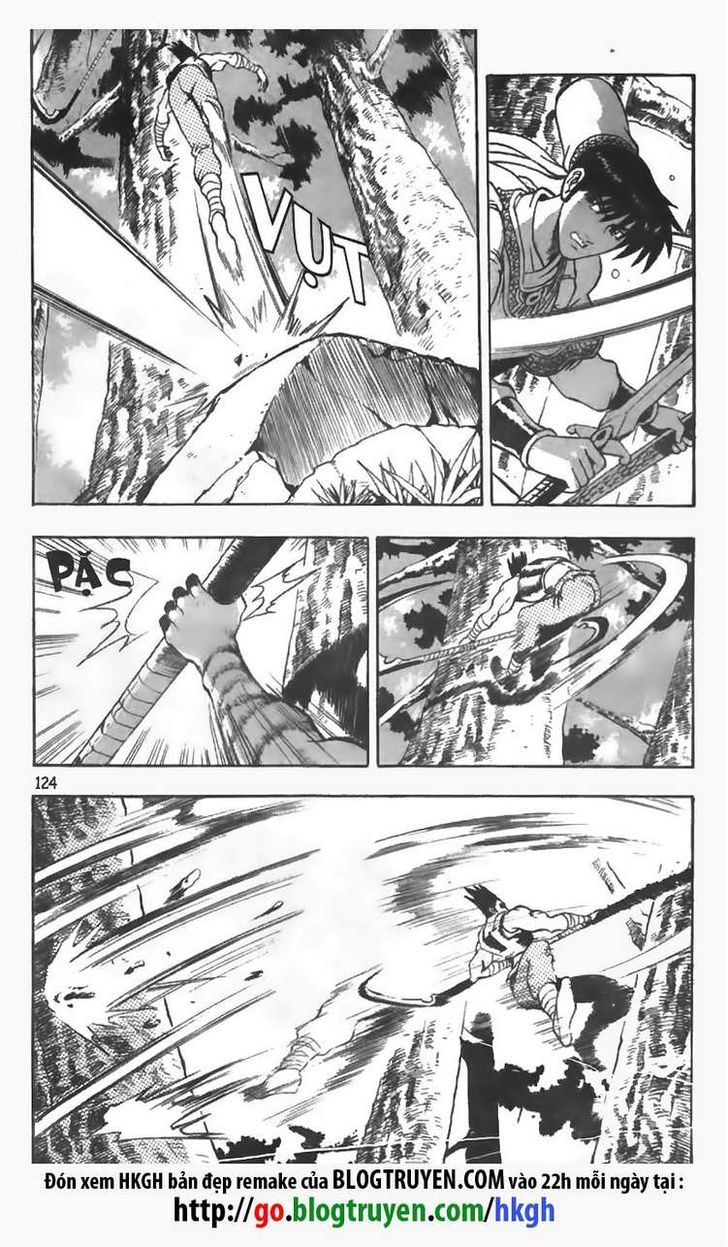 VỤT
PẶC
124
Đón xem HKGH bản đẹp remake của BLOGTRUYEN.COM vào 22h mỗi ngày tại :
http://go.blogtruyen.com/hkgh